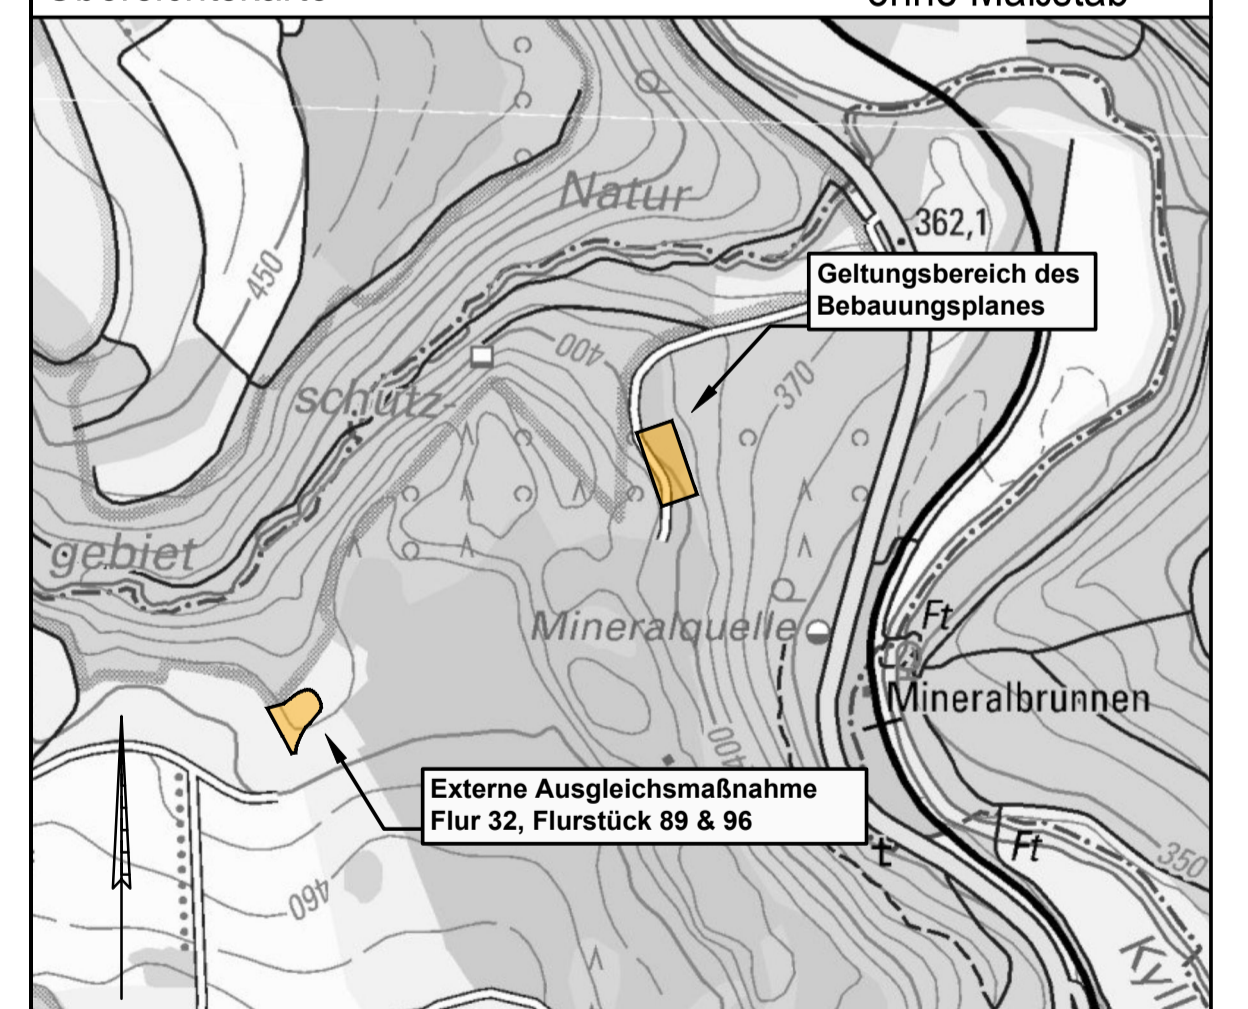 Übersichtskarte ohne Maßstab
Natur-
362,1
450
Geltungsbereich des
Bebauungsplanes
400
370
schutz-
gebiet
Ft
Mineralquelle
Mineralbrunnen
400
Externe Ausgleichsmaßnahme
Flur 32, Flurstück 89 & 96
Ft
350
460
Kyll